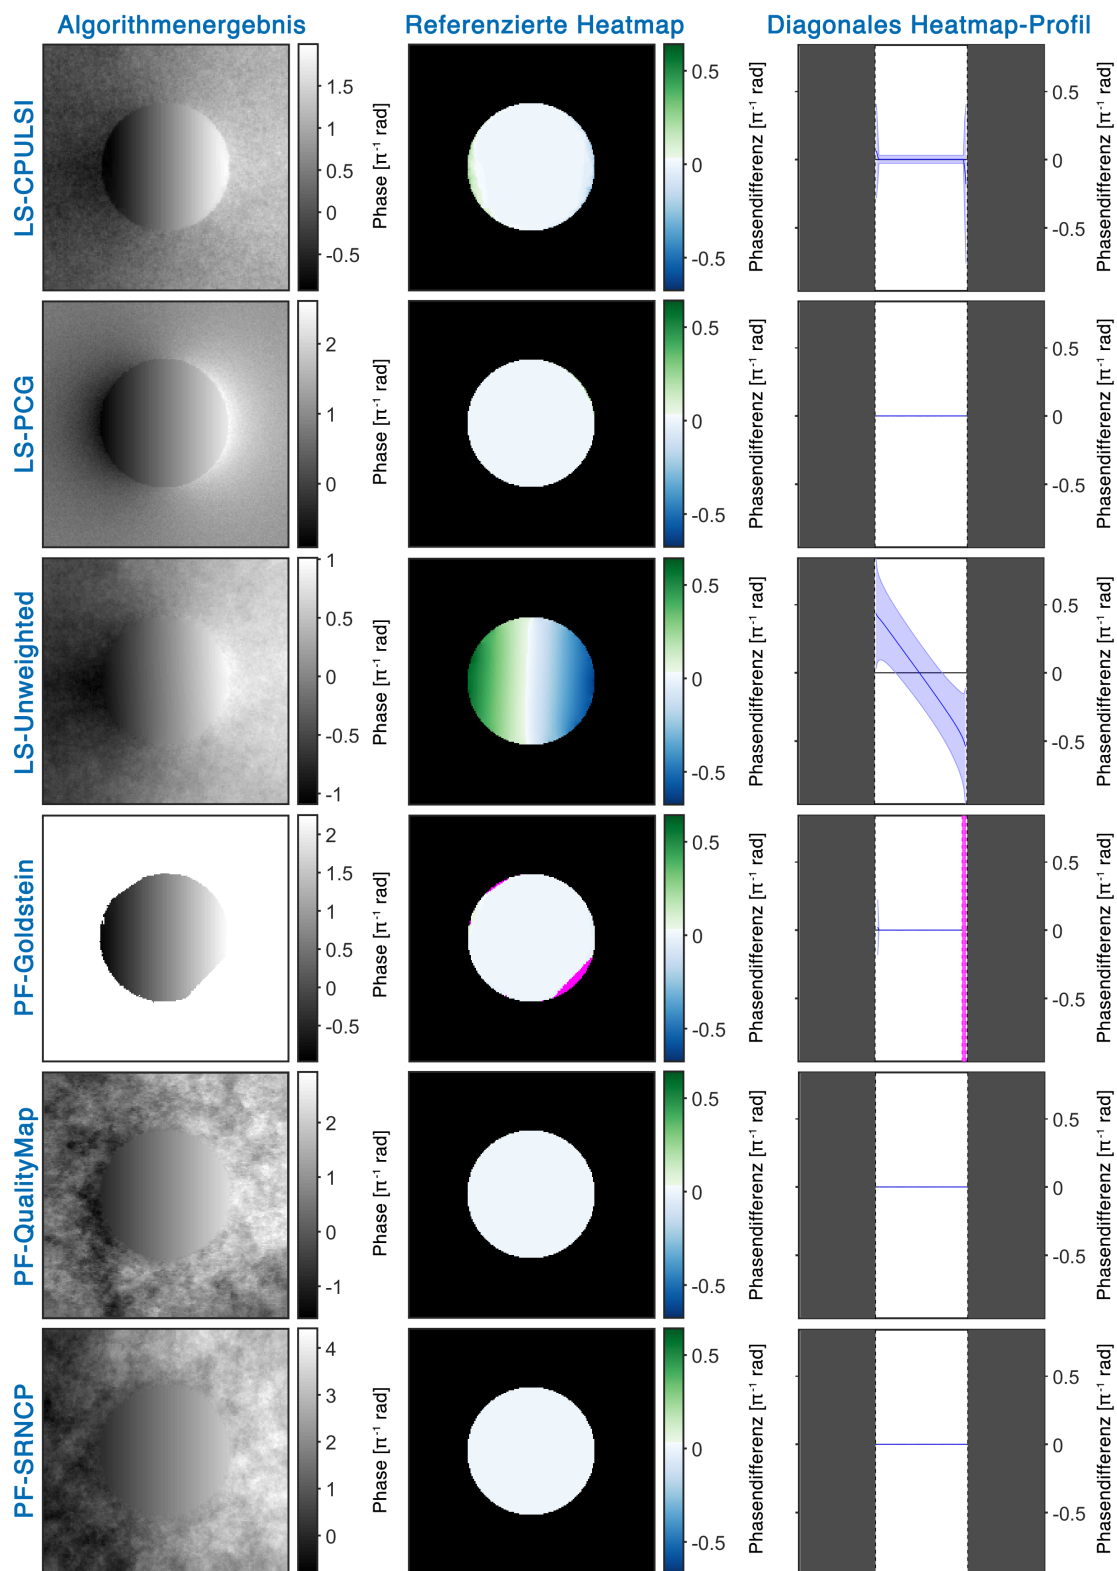 Algorithmenergebnis
Referenzierte Heatmap
Diagonales Heatmap-Profil
LS-CPULSI
1.5
1
0.5
0
-0.5
Phase [π⁻¹ rad]
0.5
0
-0.5
Phasendifferenz [π⁻¹ rad]
0.5
0
-0.5
Phasendifferenz [π⁻¹ rad]
LS-PCG
2
1
0
Phase [π⁻¹ rad]
0.5
0
-0.5
Phasendifferenz [π⁻¹ rad]
0.5
0
-0.5
Phasendifferenz [π⁻¹ rad]
LS-Unweighted
1
0.5
0
-0.5
-1
Phase [π⁻¹ rad]
0.5
0
-0.5
Phasendifferenz [π⁻¹ rad]
0.5
0
-0.5
Phasendifferenz [π⁻¹ rad]
PF-Goldstein
2
1.5
1
0.5
0
-0.5
Phase [π⁻¹ rad]
0.5
0
-0.5
Phasendifferenz [π⁻¹ rad]
0.5
0
-0.5
Phasendifferenz [π⁻¹ rad]
PF-QualityMap
2
1
0
-1
Phase [π⁻¹ rad]
0.5
0
-0.5
Phasendifferenz [π⁻¹ rad]
0.5
0
-0.5
Phasendifferenz [π⁻¹ rad]
PF-SRNCP
4
3
2
1
0
Phase [π⁻¹ rad]
0.5
0
-0.5
Phasendifferenz [π⁻¹ rad]
0.5
0
-0.5
Phasendifferenz [π⁻¹ rad]